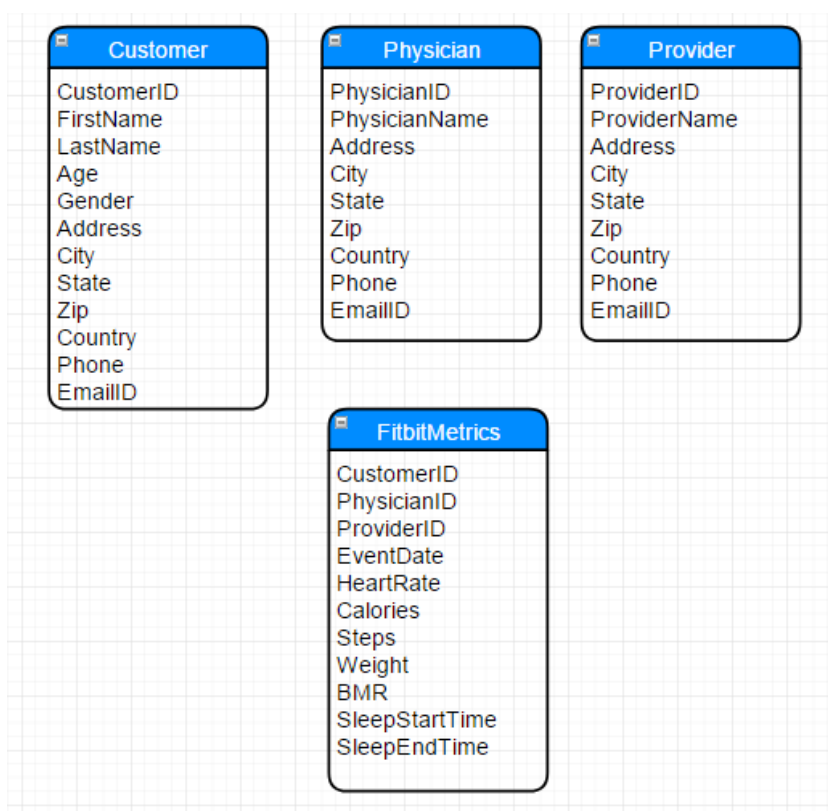 Customer
CustomerID
FirstName
LastName
Age
Gender
Address
City
State
Zip
Country
Phone
EmailID
Physician
PhysicianID
PhysicianName
Address
City
State
Zip
Country
Phone
EmailID
Provider
ProviderID
ProviderName
Address
City
State
Zip
Country
Phone
EmailID
FitbitMetrics
CustomerID
PhysicianID
ProviderID
EventDate
HeartRate
Calories
Steps
Weight
BMR
SleepStartTime
SleepEndTime